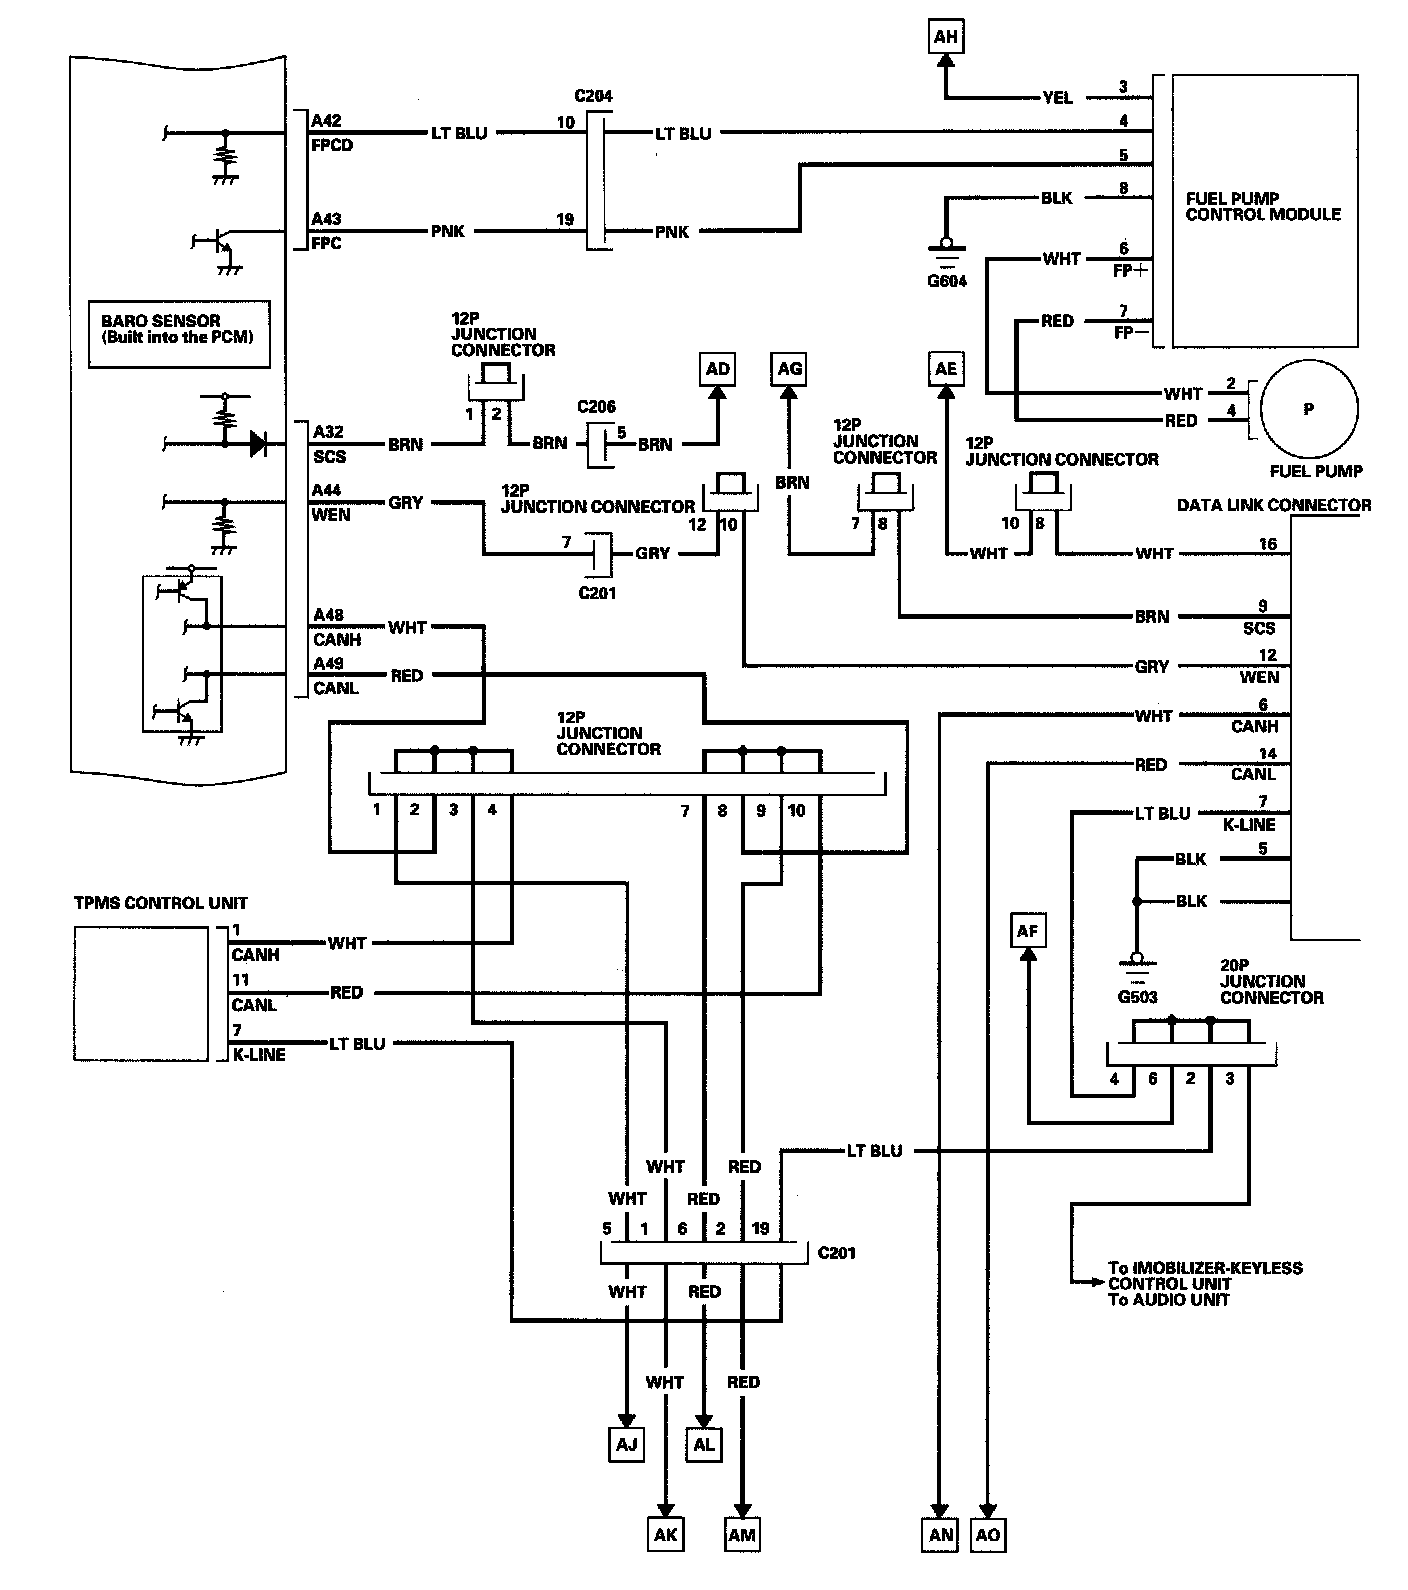 AH
YEL
3
C204
A42
FPCD
LT BLU
10
LT BLU
4
5
FUEL PUMP
CONTROL MODULE
A43
FPC
PNK
19
PNK
BLK
8
G604
WHT
6
FP+
RED
7
FP−
BARO SENSOR
(Built into the PCM)
12P
JUNCTION
CONNECTOR
1
2
C206
5
AD
AG
AE
WHT
2
RED
4
P
FUEL PUMP
A32
SCS
BRN
BRN
BRN
A44
WEN
GRY
12P
JUNCTION CONNECTOR
12
10
BRN
12P
JUNCTION
CONNECTOR
7
8
12P
JUNCTION CONNECTOR
10
8
DATA LINK CONNECTOR
7
C201
GRY
WHT
WHT
16
BRN
9
SCS
GRY
12
WEN
A48
CANH
WHT
A49
CANL
RED
WHT
6
CANH
RED
14
CANL
LT BLU
7
K-LINE
BLK
5
BLK
G503
12P
JUNCTION
CONNECTOR
1
2
3
4
7
8
9
10
TPMS CONTROL UNIT
1
CANH
WHT
11
CANL
RED
7
K-LINE
LT BLU
AF
20P
JUNCTION
CONNECTOR
4
6
2
3
LT BLU
WHT
RED
WHT
RED
5
1
6
2
19
C201
WHT
RED
WHT
RED
To IMOBILIZER-KEYLESS
CONTROL UNIT
To AUDIO UNIT
AJ
AL
AK
AM
AN
AO